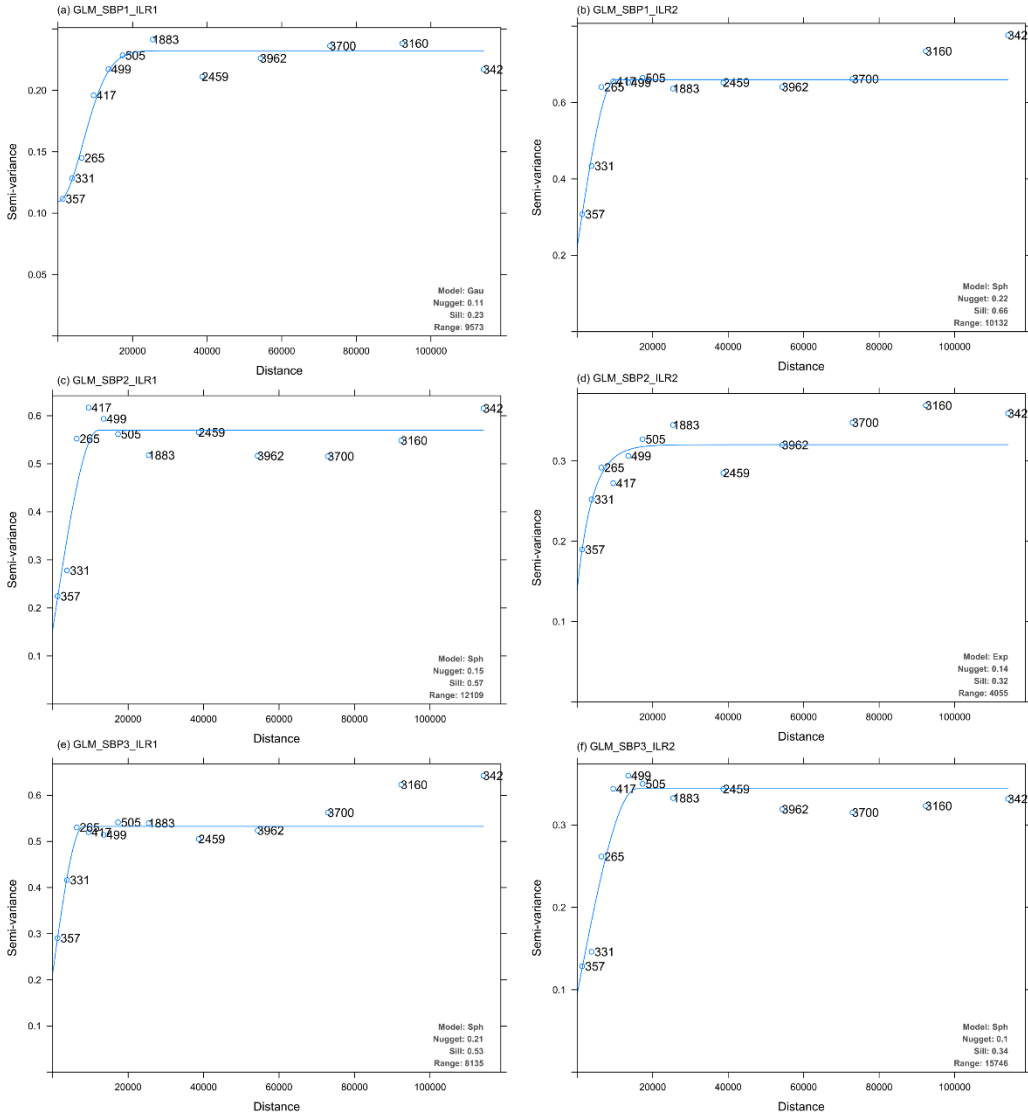 (a) GLM_SBP1_ILR1
Semi-variance
0.20
0.15
0.10
0.05
357
331
265
417
499
505
1883
2459
3962
3700
3160
342
Model: Gau
Nugget: 0.11
Sill: 0.23
Range: 9573
20000 40000 60000 80000 100000
Distance
(b) GLM_SBP1_ILR2
Semi-variance
0.6
0.4
0.2
357
331
265
417
499
505
1883
2459
3962
3700
3160
342
Model: Sph
Nugget: 0.22
Sill: 0.66
Range: 10132
20000 40000 60000 80000 100000
Distance
(c) GLM_SBP2_ILR1
Semi-variance
0.6
0.5
0.4
0.3
0.2
0.1
357
331
265
417
499
505
1883
2459
3962
3700
3160
342
Model: Sph
Nugget: 0.15
Sill: 0.57
Range: 12109
20000 40000 60000 80000 100000
Distance
(d) GLM_SBP2_ILR2
Semi-variance
0.3
0.2
0.1
357
331
265
417
499
505
1883
2459
3962
3700
3160
342
Model: Exp
Nugget: 0.14
Sill: 0.32
Range: 4055
20000 40000 60000 80000 100000
Distance
(e) GLM_SBP3_ILR1
Semi-variance
0.6
0.5
0.4
0.3
0.2
0.1
357
331
265
417
499
505
1883
2459
3962
3700
3160
342
Model: Sph
Nugget: 0.21
Sill: 0.53
Range: 8135
20000 40000 60000 80000 100000
Distance
(f) GLM_SBP3_ILR2
Semi-variance
0.3
0.2
0.1
357
331
265
417
499
505
1883
2459
3962
3700
3160
342
Model: Sph
Nugget: 0.1
Sill: 0.34
Range: 15746
20000 40000 60000 80000 100000
Distance